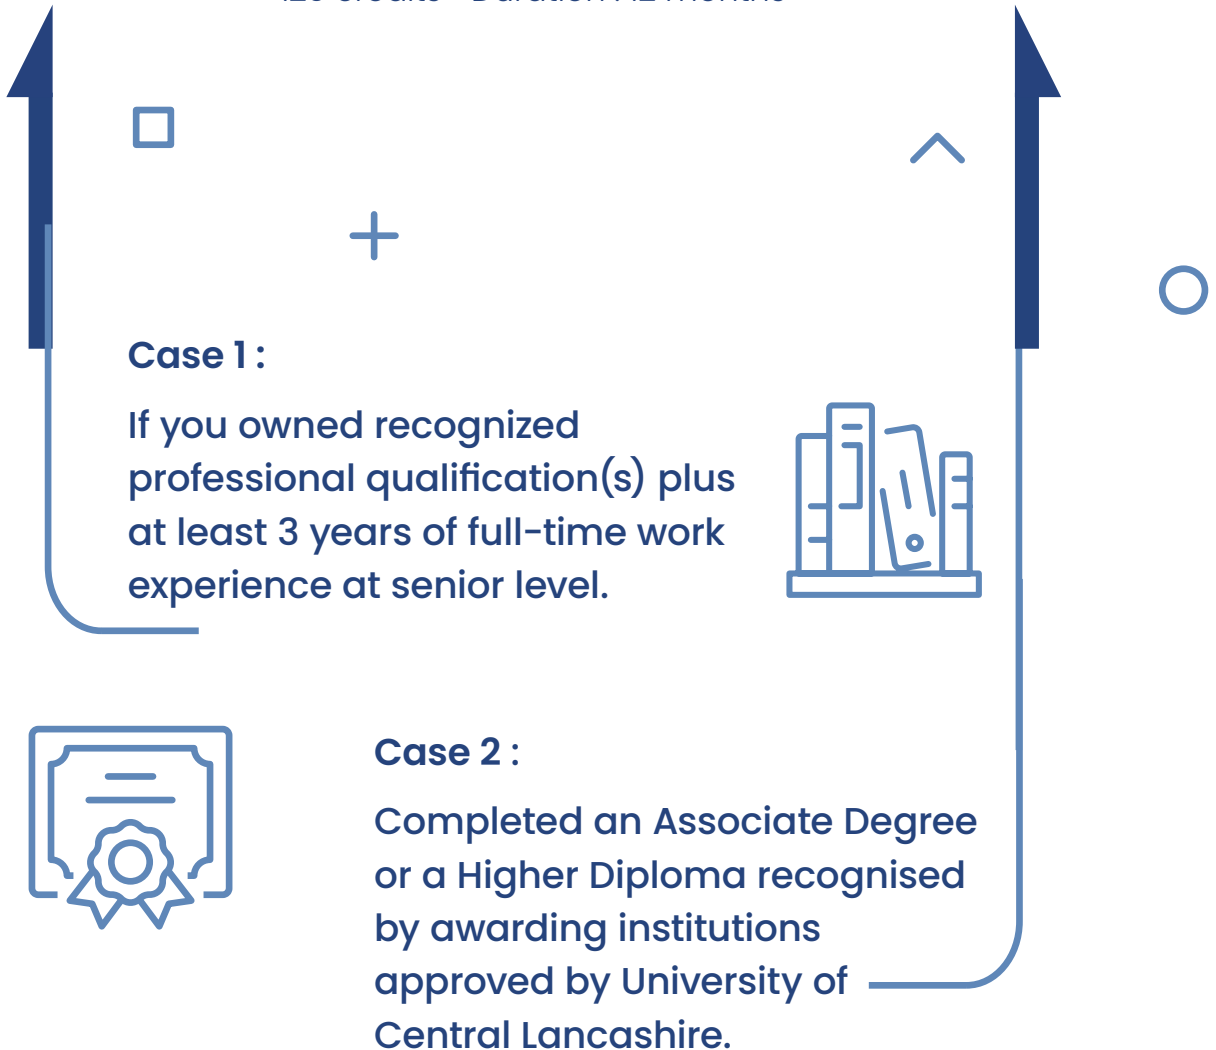 Case 1 :
If you owned recognized
professional qualification(s) plus
at least 3 years of full-time work
experience at senior level.
Case 2 :
Completed an Associate Degree
or a Higher Diploma recognised
by awarding institutions
approved by University of
Central Lancashire.